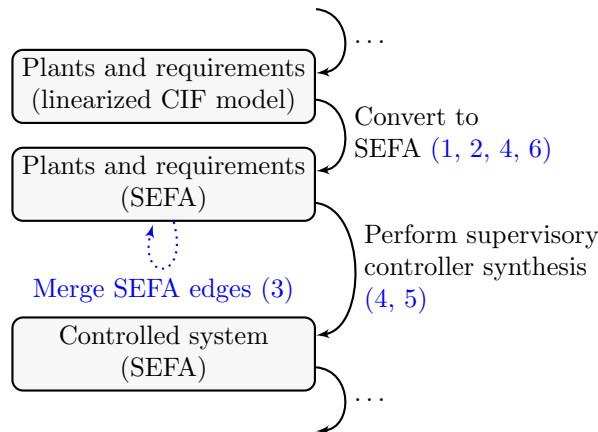 ...
Plants and requirements
(linearized CIF model)
Convert to
SEFA (1, 2, 4, 6)
Plants and requirements
(SEFA)
Perform supervisory
controller synthesis
(4, 5)
Merge SEFA edges (3)
Controlled system
(SEFA)
...